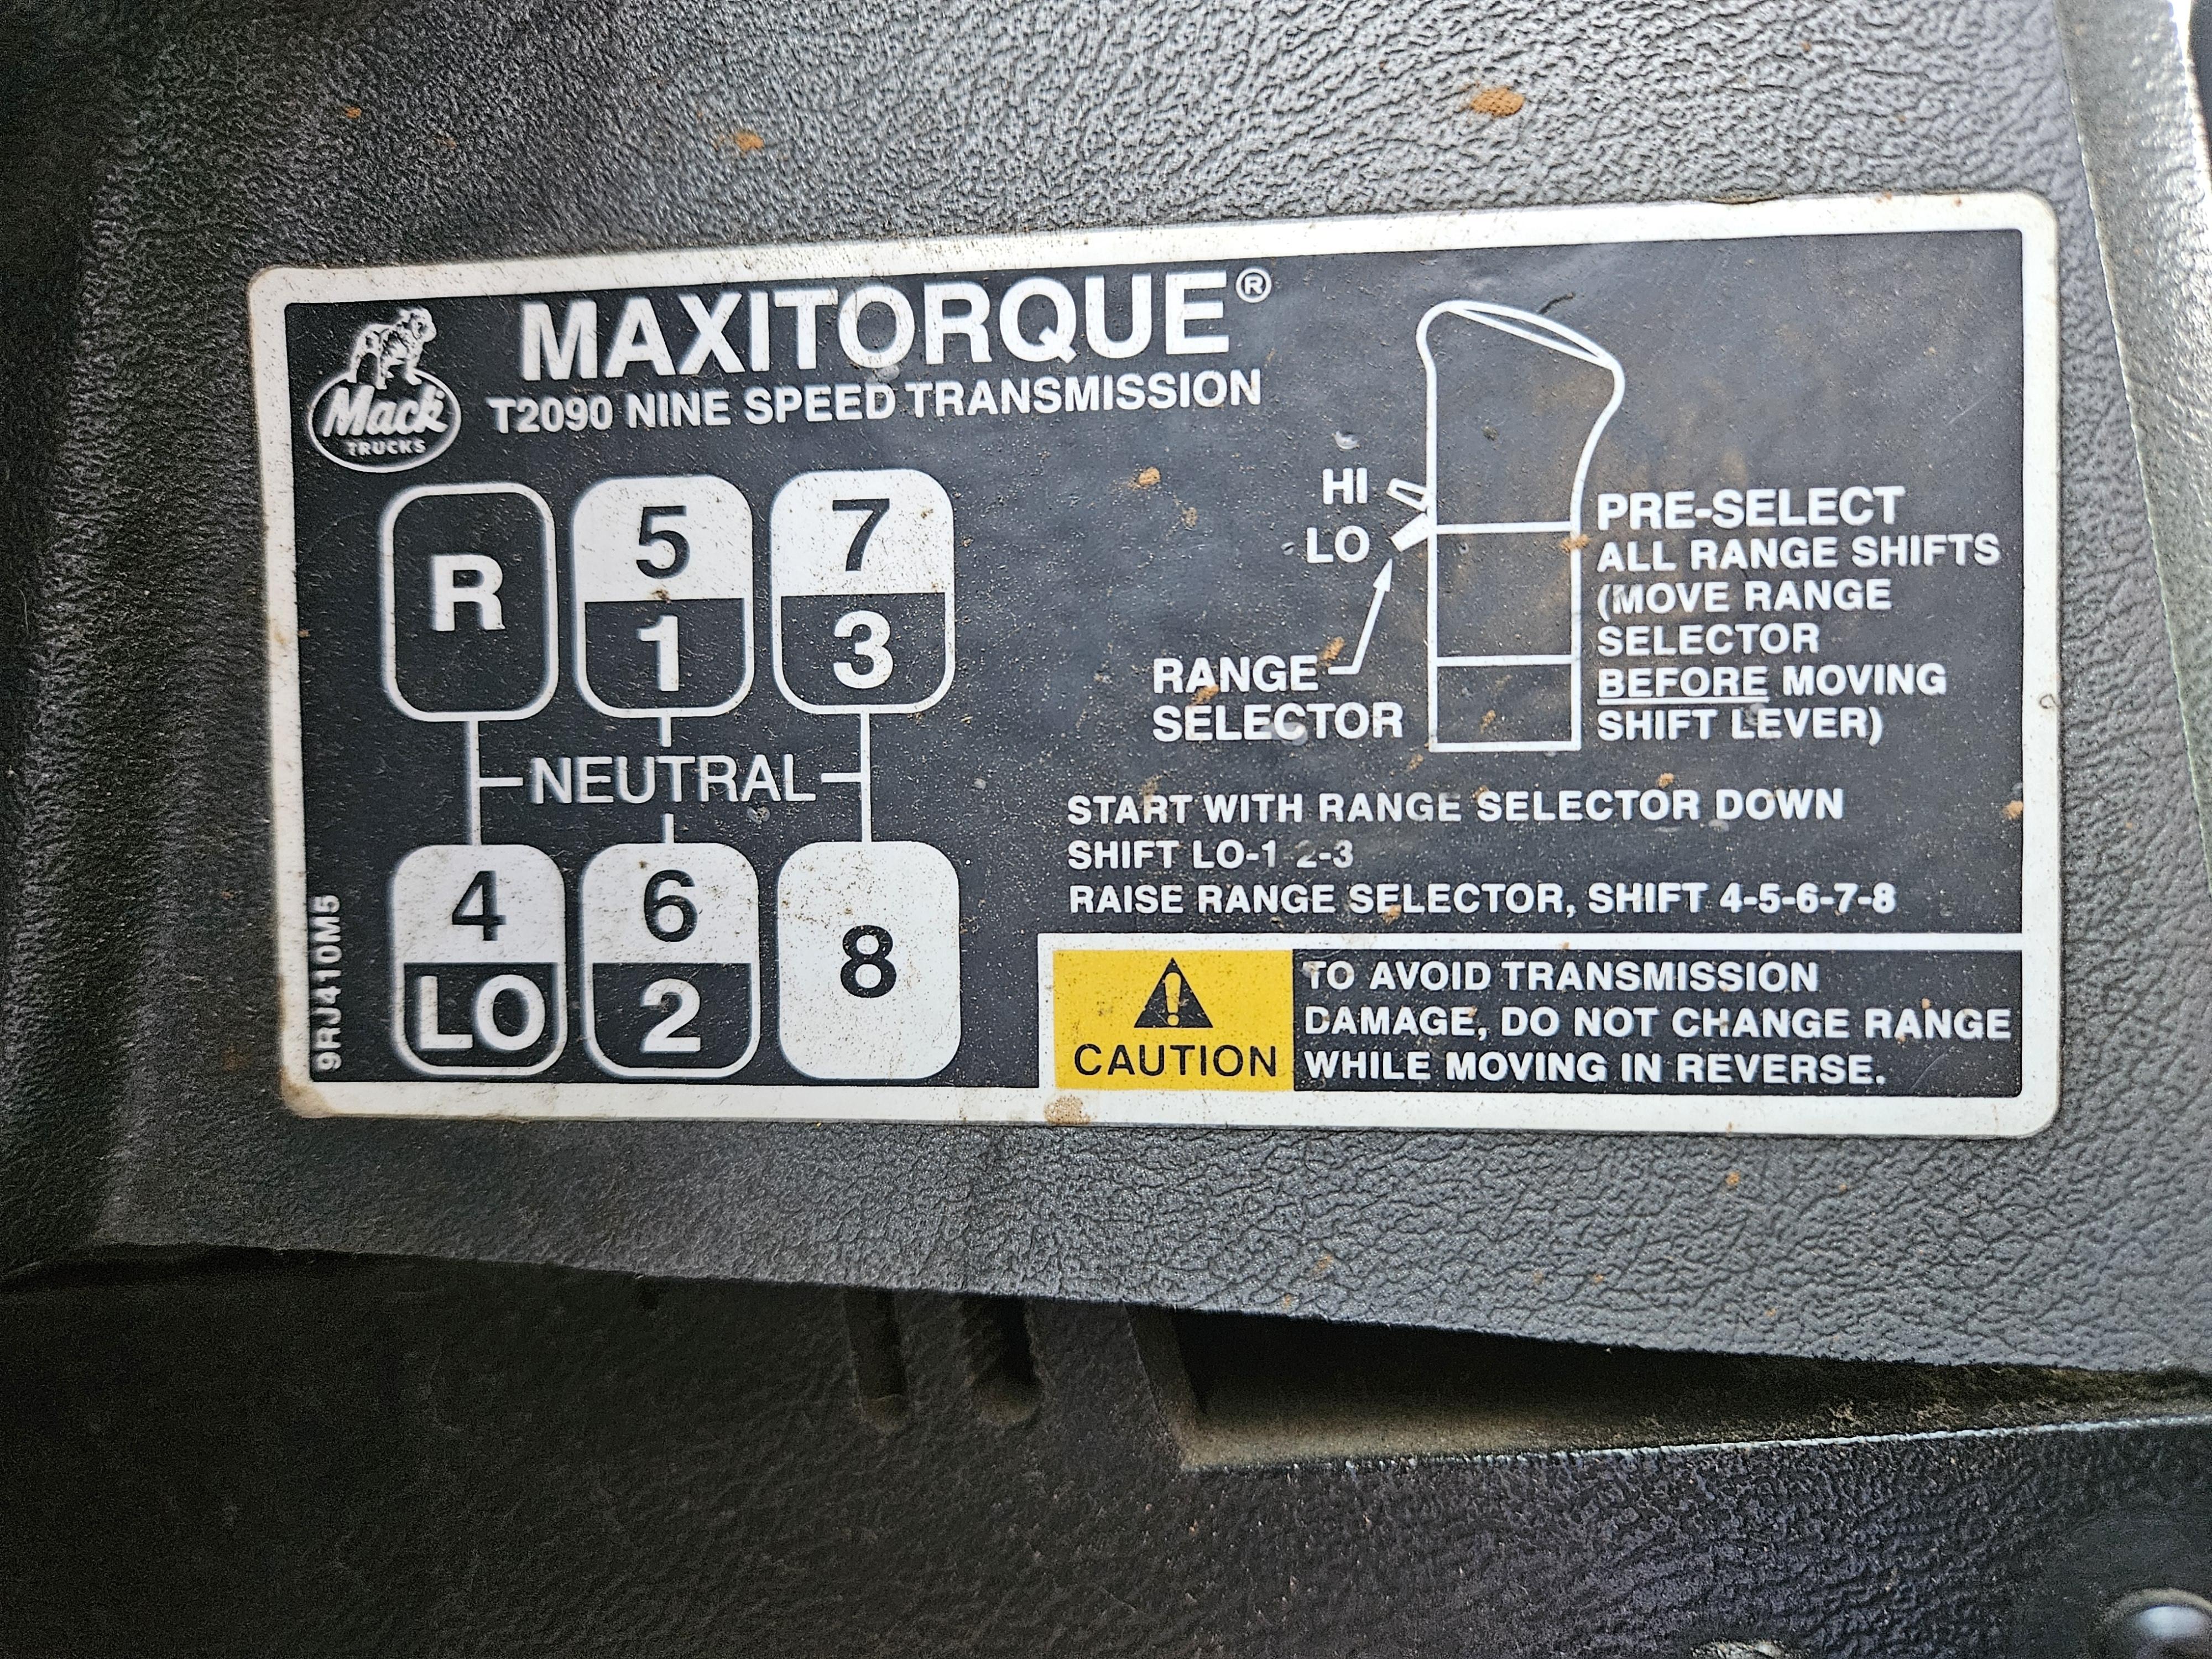 MAXITORQUE®
T2090 NINE SPEED TRANSMISSION
Mack
TRUCKS
R
5
1
7
3
NEUTRAL
4
LO
6
2
8
9RJ410M5
HI
LO
RANGE
SELECTOR
PRE-SELECT
ALL RANGE SHIFTS
(MOVE RANGE
SELECTOR
BEFORE MOVING
SHIFT LEVER)
START WITH RANGE SELECTOR DOWN
SHIFT LO-1-2-3
RAISE RANGE SELECTOR, SHIFT 4-5-6-7-8
CAUTION
TO AVOID TRANSMISSION
DAMAGE, DO NOT CHANGE RANGE
WHILE MOVING IN REVERSE.